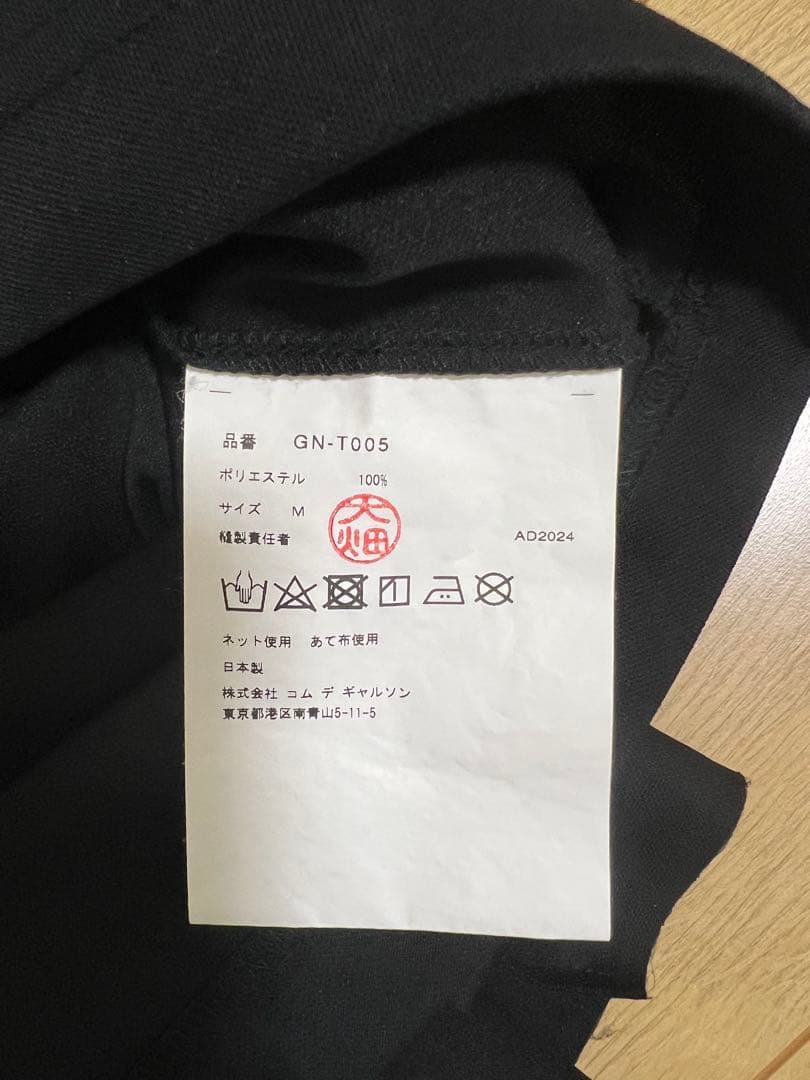 品番 GN-T005
ポリエステル 100%
サイズ M
大畑
縫製責任者 AD2024
ネット使用 あて布使用
日本製
株式会社 コム デ ギャルソン
東京都港区南青山5-11-5